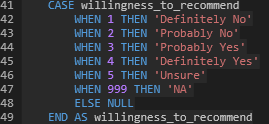 41 CASE willingness_to_recommend
42 WHEN 1 THEN 'Definitely No'
43 WHEN 2 THEN 'Probably No'
44 WHEN 3 THEN 'Probably Yes'
45 WHEN 4 THEN 'Definitely Yes'
46 WHEN 5 THEN 'Unsure'
47 WHEN 999 THEN 'NA'
48 ELSE NULL
49 END AS willingness_to_recommend